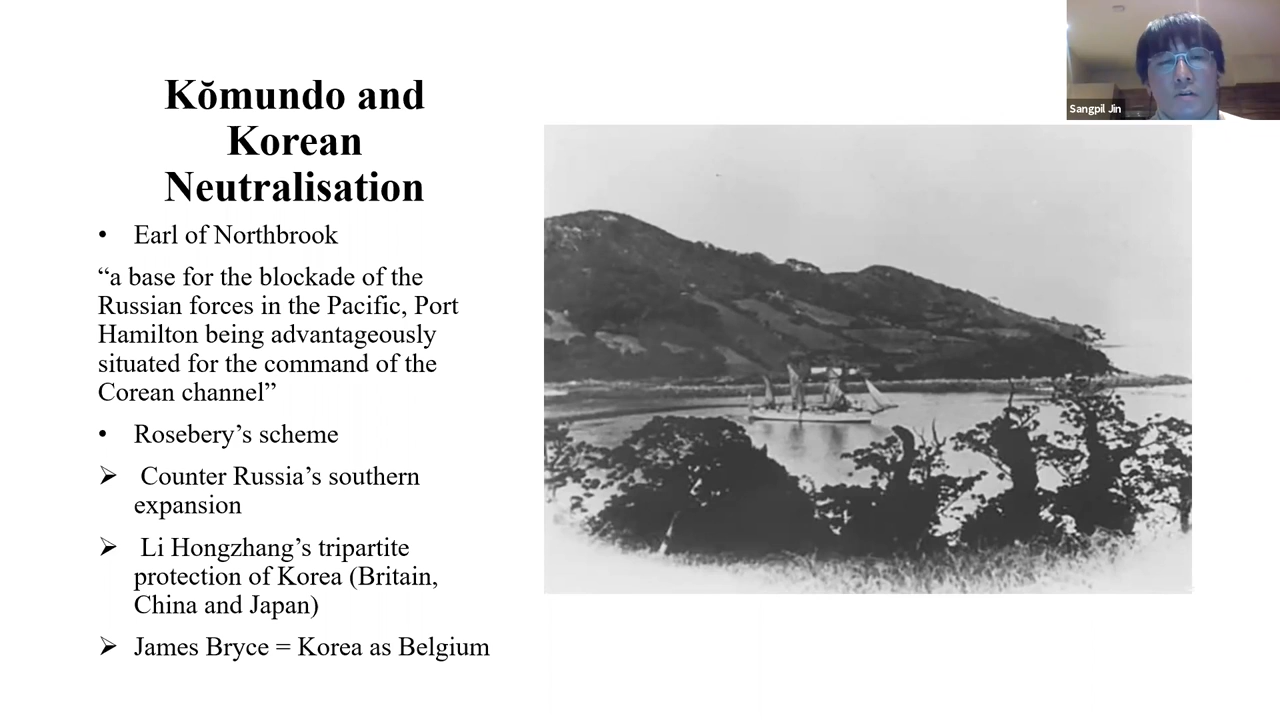 Kŏmundo and
Korean
Neutralisation
• Earl of Northbrook
“a base for the blockade of the
Russian forces in the Pacific, Port
Hamilton being advantageously
situated for the command of the
Corean channel”
• Rosebery’s scheme
➢ Counter Russia’s southern
expansion
➢ Li Hongzhang’s tripartite
protection of Korea (Britain,
China and Japan)
➢ James Bryce = Korea as Belgium
Sangpil Jin